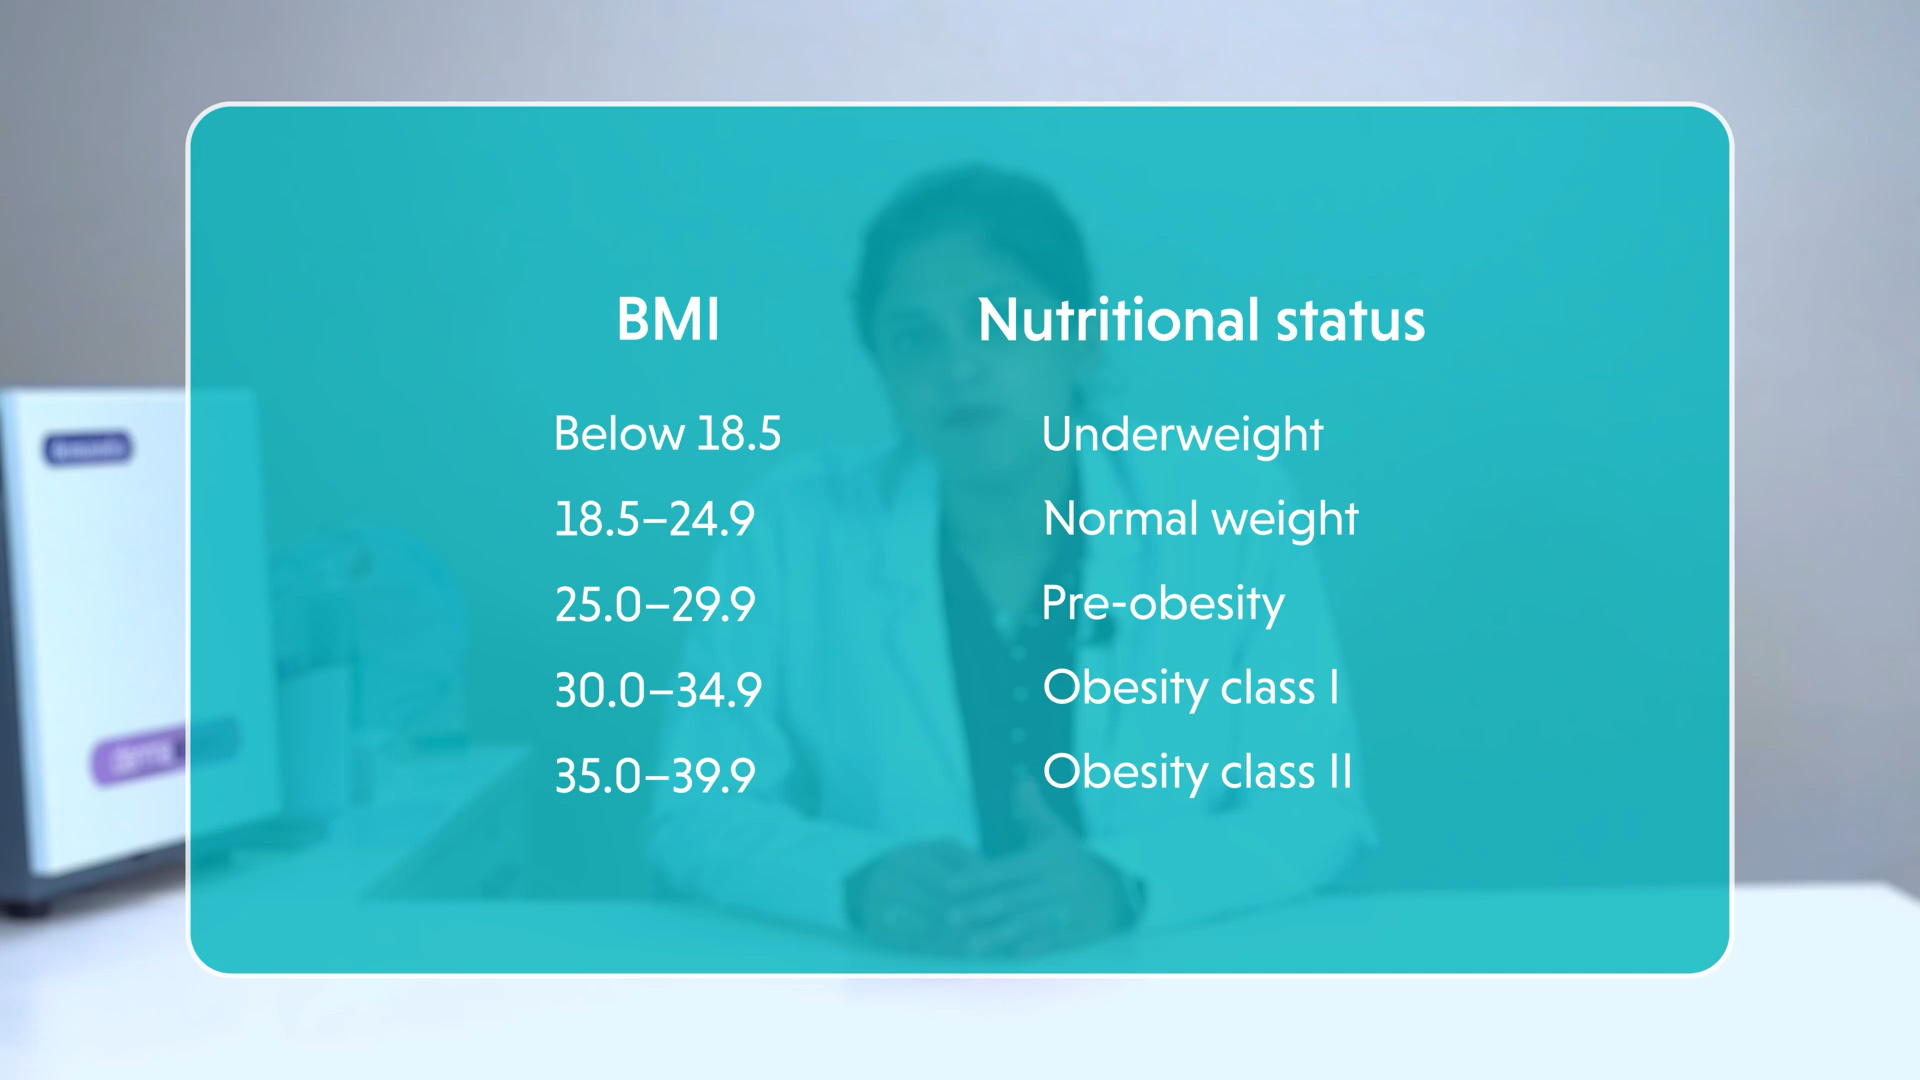 BMI Nutritional status
Below 18.5 Underweight
18.5–24.9 Normal weight
25.0–29.9 Pre-obesity
30.0–34.9 Obesity class I
35.0–39.9 Obesity class II